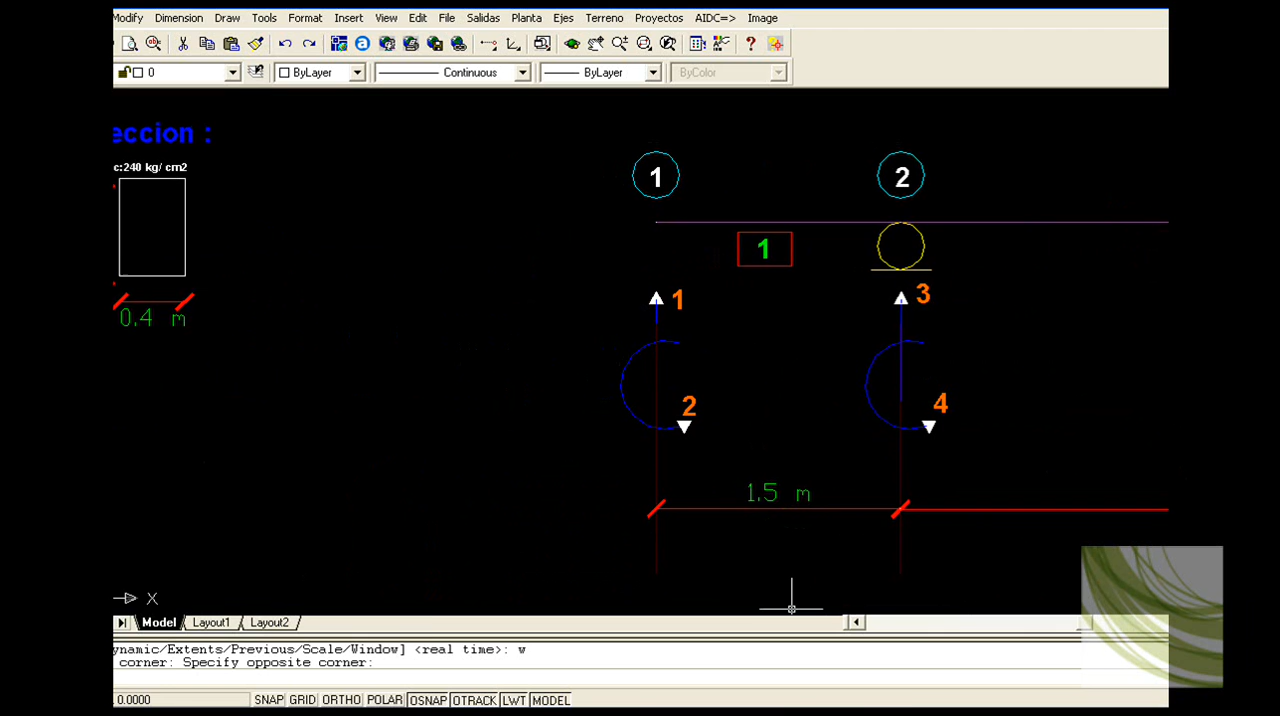 Modify Dimension Draw Tools Format Insert View Edit File Salidas Planta Ejes Terreno Proyectos AIDC=> Image
0 ByLayer Continuous ByLayer ByColor
eccion :
c:240 kg/ cm2
0.4 m
1 2
1
1 3
2 4
1.5 m
X
Model Layout1 Layout2
ynamic/Extents/Previous/Scale/Window] <real time>: w
corner: Specify opposite corner:
0.0000 SNAP GRID ORTHO POLAR OSNAP OTRACK LWT MODEL